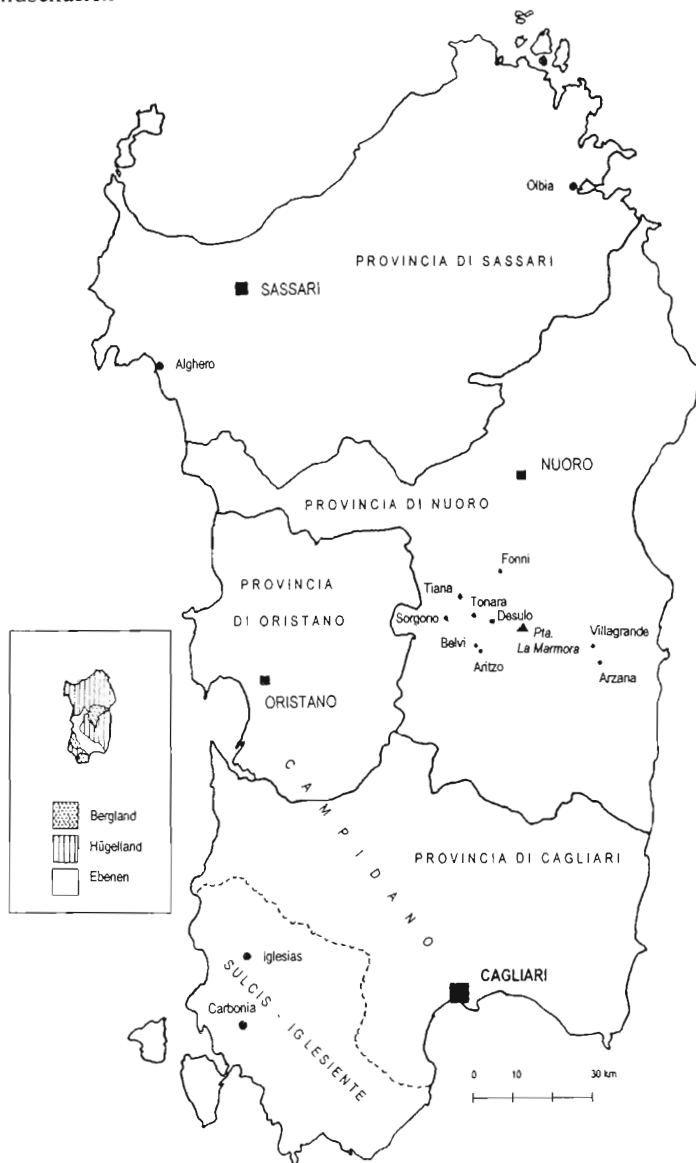 Olbia
PROVINCIA DI SASSARI
SASSARI
Alghero
NUORO
PROVINCIA DI NUORO
Fonni
PROVINCIA
DI ORISTANO
Tiana
Tonara
Sorgono
Desulo
Pta.
La Marmora
Villagrande
Belvi
Aritzo
Arzana
ORISTANO
CAMPIDANO
Bergland
Hügelland
Ebenen
PROVINCIA DI CAGLIARI
Iglesias
CAGLIARI
SULCIS - IGLESIENTE
Carbonia
0 10 30 km